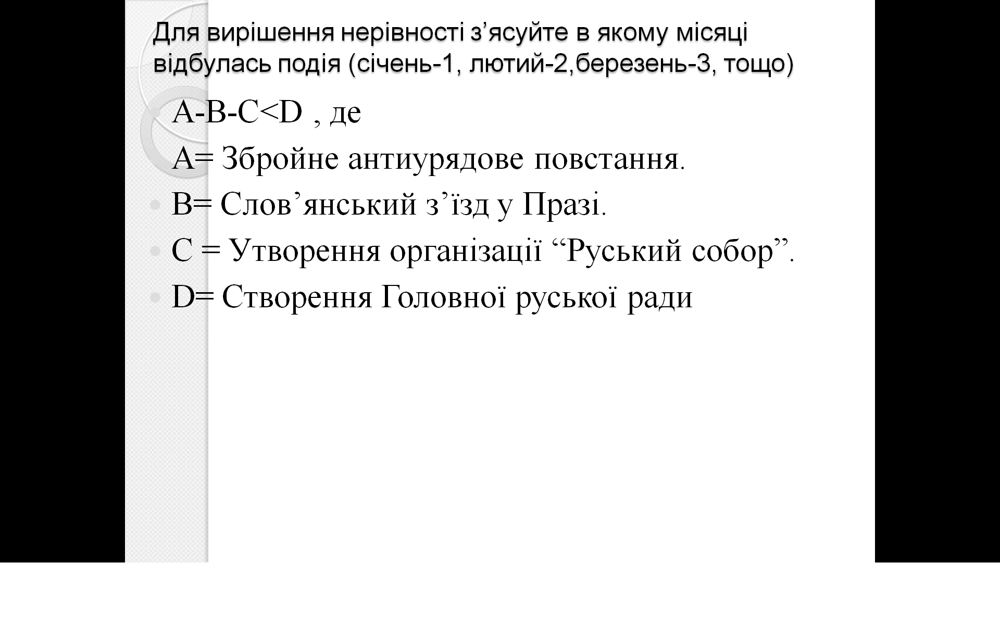 Для вирішення нерівності з’ясуйте в якому місяці
відбулась подія (січень-1, лютий-2,березень-3, тощо)
A-B-C<D , де
А= Збройне антиурядове повстання.
В= Слов’янський з’їзд у Празі.
С = Утворення організації “Руський собор”.
D= Створення Головної руської ради